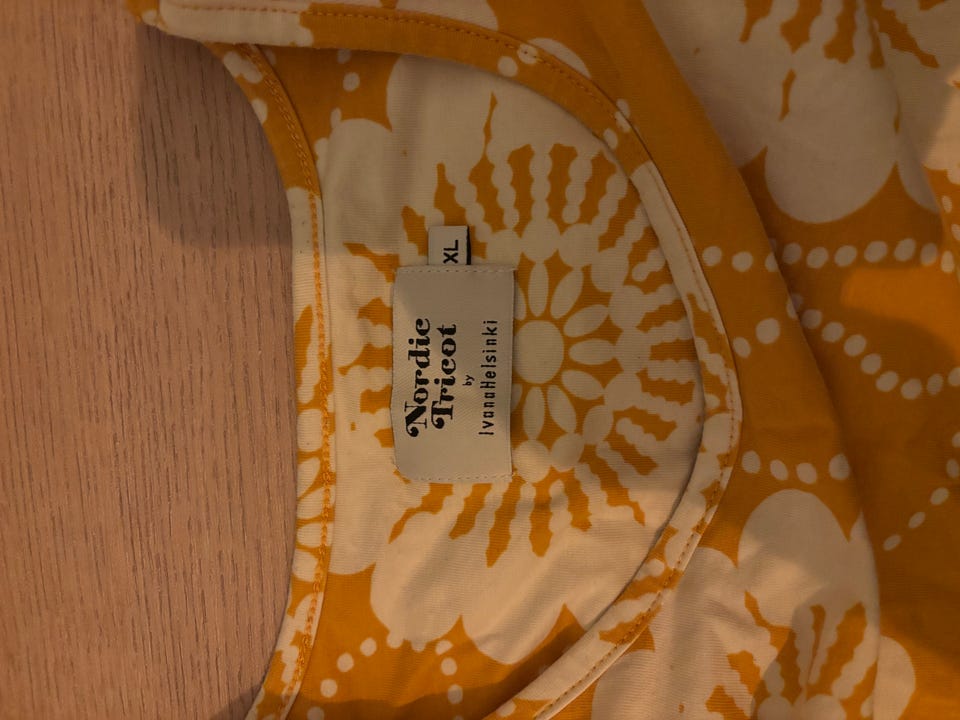 Nordic
Tricot
by
IvanaHelsinki
XL